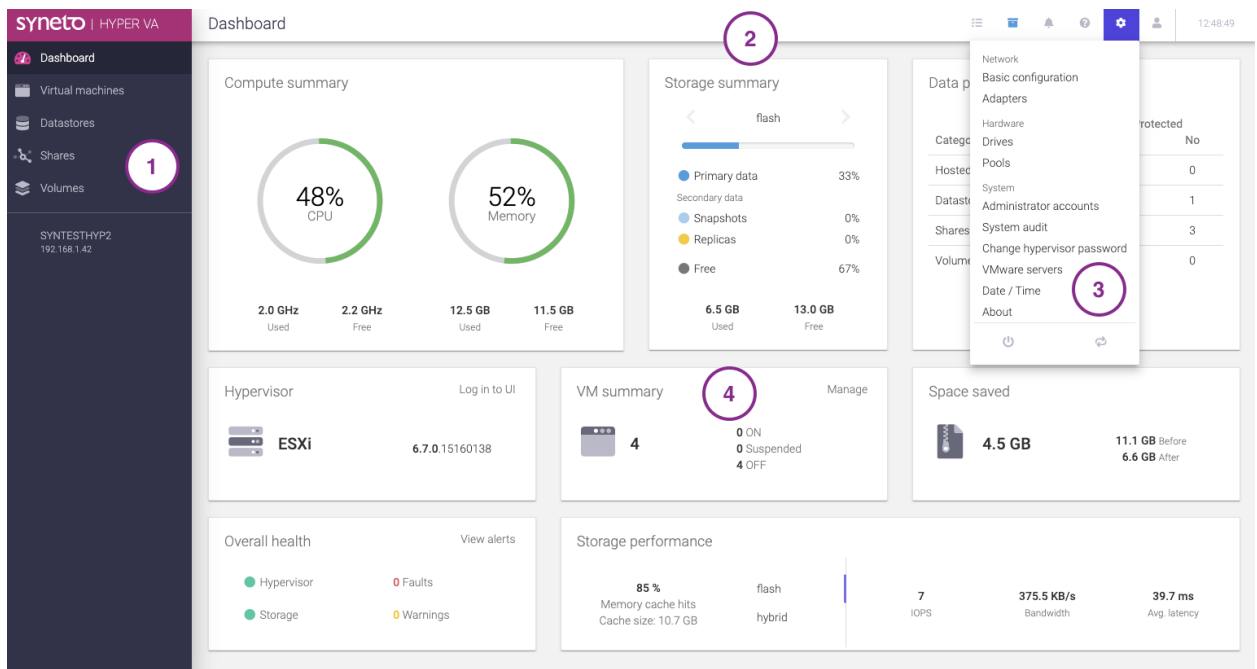 syneto | HYPER VA
Dashboard
12:48:49
Dashboard
Virtual machines
Datastores
Shares
Volumes
SYNTESTHYP2
192.168.1.42
1
2
Compute summary
48%
CPU
52%
Memory
2.0 GHz
Used
2.2 GHz
Free
12.5 GB
Used
11.5 GB
Free
Storage summary
flash
Primary data 33%
Secondary data
Snapshots 0%
Replicas 0%
Free 67%
6.5 GB
Used
13.0 GB
Free
Data p
rotected
Catego No
Hosted 0
Datasto 1
Shares 3
Volume 0
Network
Basic configuration
Adapters
Hardware
Drives
Pools
System
Administrator accounts
System audit
Change hypervisor password
VMware servers
Date / Time
About
3
Hypervisor Log in to UI
ESXi 6.7.0.15160138
VM summary 4 Manage
4
0 ON
0 Suspended
4 OFF
Space saved
4.5 GB
11.1 GB Before
6.6 GB After
Overall health View alerts
Hypervisor 0 Faults
Storage 0 Warnings
Storage performance
85 %
Memory cache hits
Cache size: 10.7 GB
flash
hybrid
7
IOPS
375.5 KB/s
Bandwidth
39.7 ms
Avg. latency